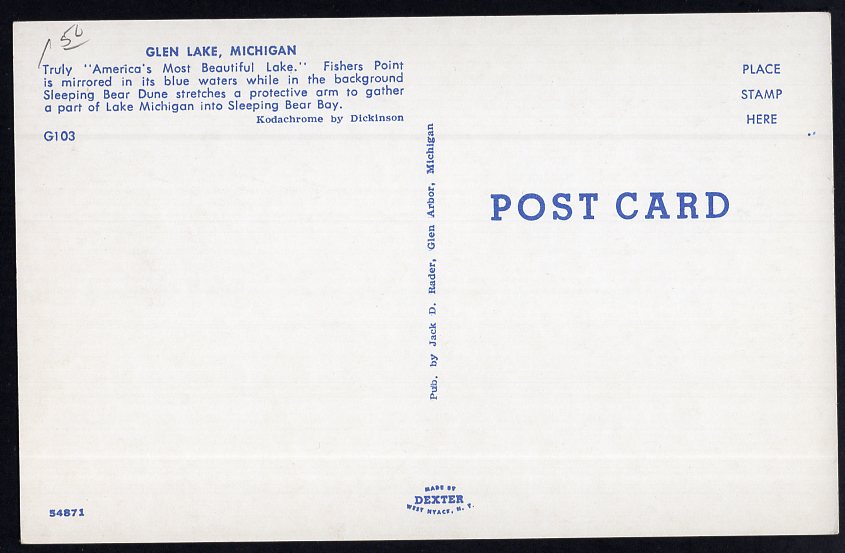 1 50
GLEN LAKE, MICHIGAN
Truly "America's Most Beautiful Lake." Fishers Point
is mirrored in its blue waters while in the background
Sleeping Bear Dune stretches a protective arm to gather
a part of Lake Michigan into Sleeping Bear Bay.
Kodachrome by Dickinson
G103
Pub. by Jack D. Rader, Glen Arbor, Michigan
PLACE
STAMP
HERE
POST CARD
54871
MADE BY
DEXTER
WEST NYACK, N. Y.